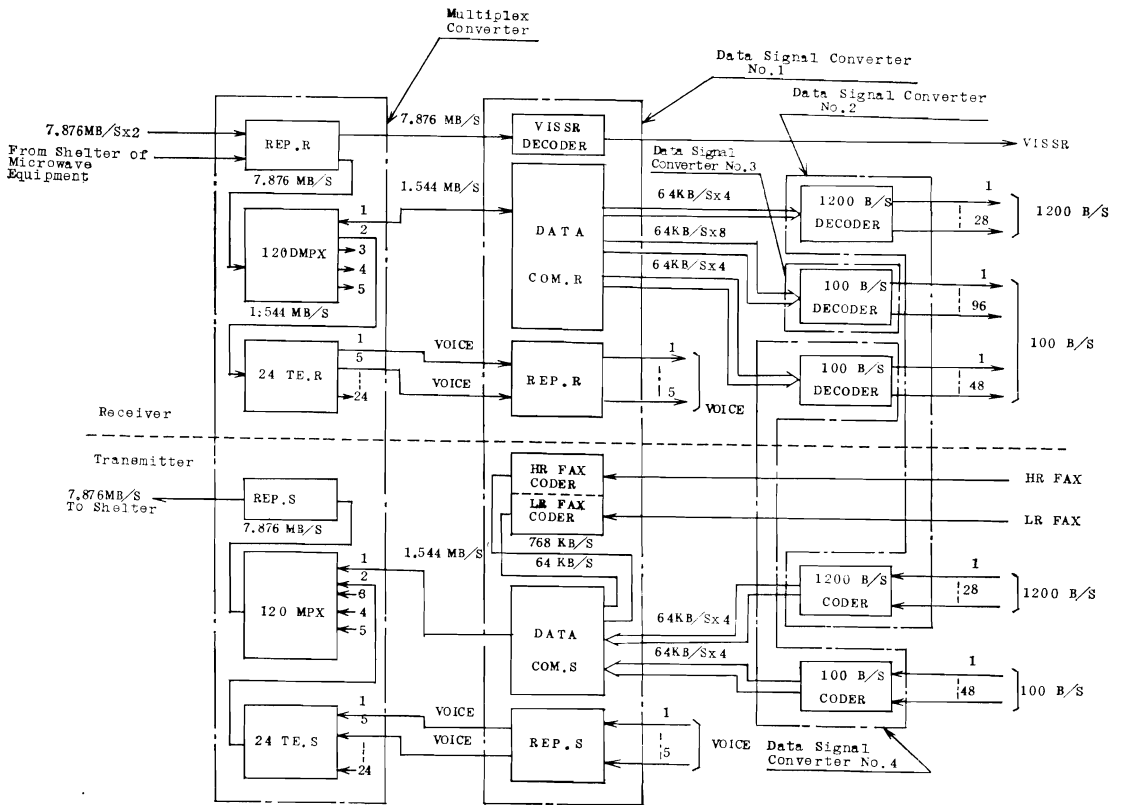 Multiplex
Converter
Data Signal Converter
No.1
Data Signal Converter
No.2
7.876MB/Sx2
From Shelter of
Microwave
Equipment
REP.R
7.876 MB/S
7.876 MB/S
VISSR
DECODER
VISSR
Data Signal
Converter No.3
120DMPX
1
2
3
4
5
1.544 MB/S
1:544 MB/S
DATA
COM.R
64KB/Sx4
64KB/Sx8
64KB/Sx4
1200 B/S
DECODER
1
28
1200 B/S
100 B/S
DECODER
1
96
100 B/S
100 B/S
DECODER
1
48
24 TE.R
1
5
24
VOICE
VOICE
REP.R
1
5
VOICE
Receiver
Transmitter
7.876MB/S
To Shelter
REP.S
7.876 MB/S
HR FAX
CODER
LR FAX
CODER
HR FAX
LR FAX
768 KB/S
64 KB/S
1.544 MB/S
120 MPX
1
2
3
4
5
DATA
COM.S
64KB/Sx4
64KB/Sx4
1200 B/S
CODER
1
28
1200 B/S
100 B/S
CODER
1
48
100 B/S
24 TE.S
1
5
24
VOICE
VOICE
REP.S
1
5
VOICE
Data Signal
Converter No.4